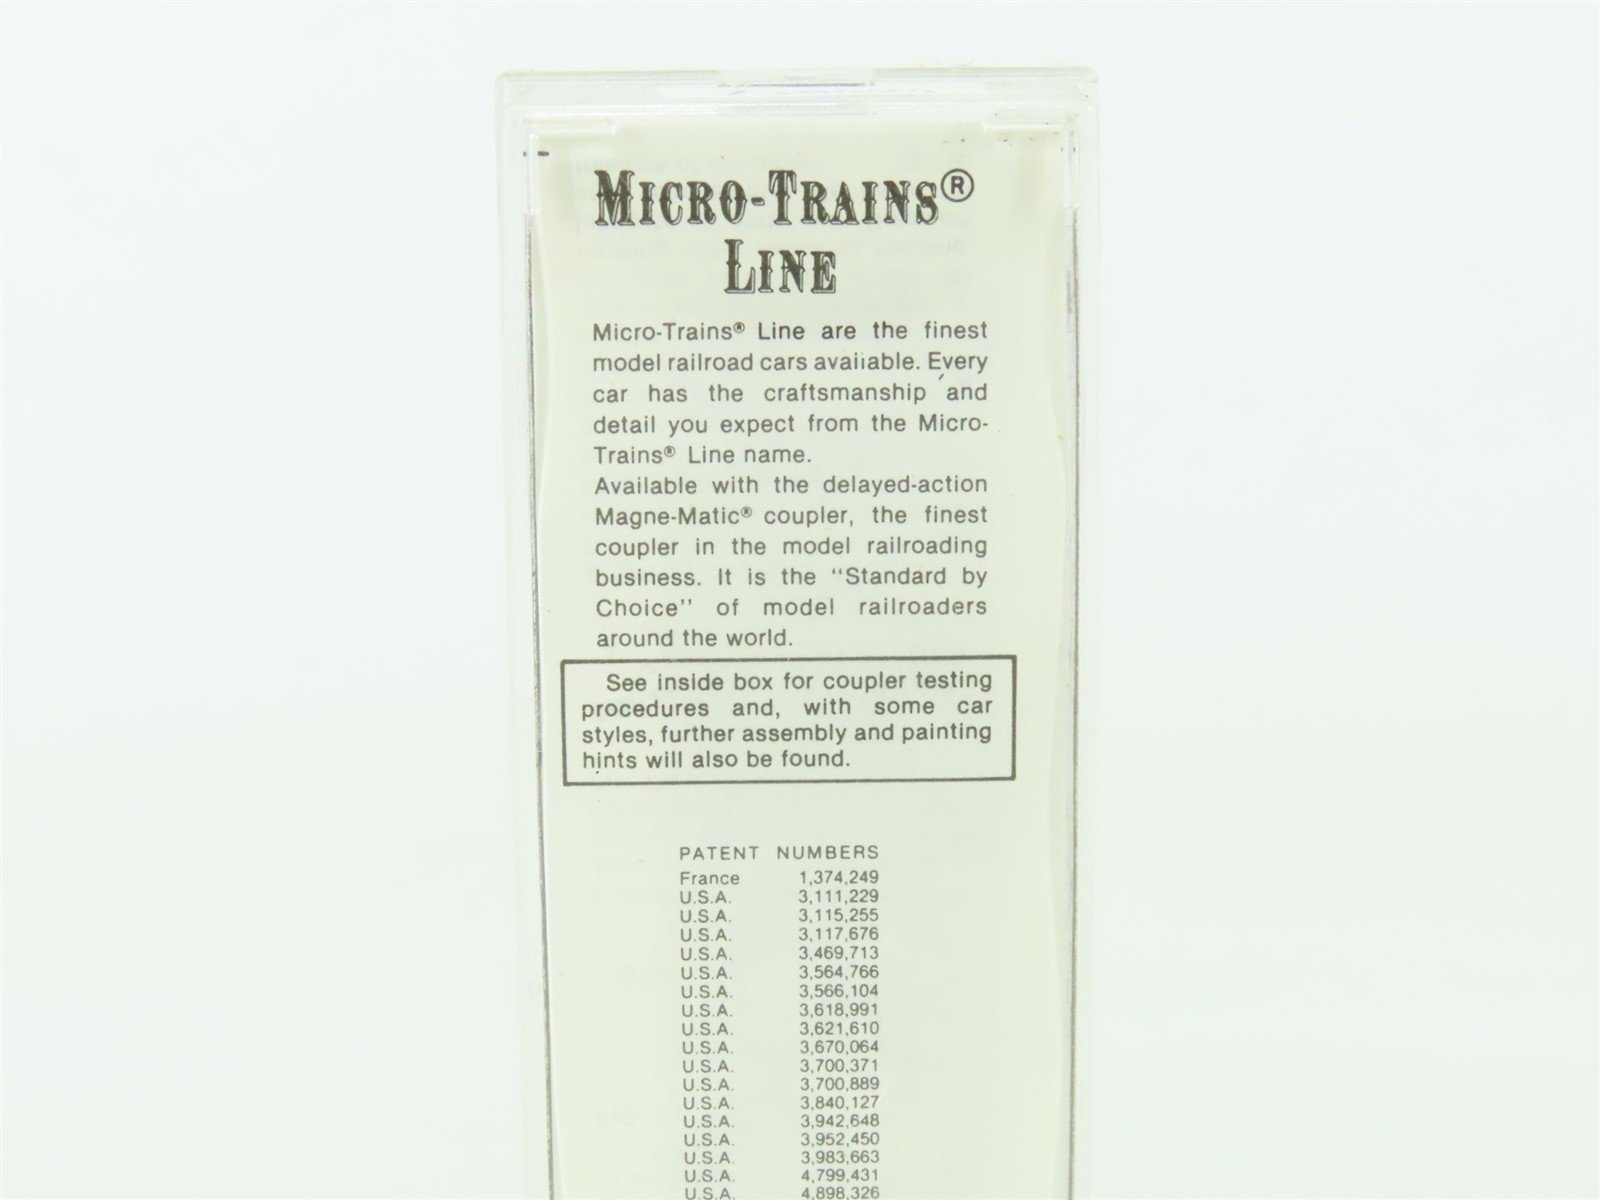 MICRO-TRAINS®
LINE
Micro-Trains® Line are the finest
model railroad cars available. Every
car has the craftsmanship and
detail you expect from the Micro-
Trains® Line name.
Available with the delayed-action
Magne-Matic® coupler, the finest
coupler in the model railroading
business. It is the "Standard by
Choice" of model railroaders
around the world.
See inside box for coupler testing
procedures and, with some car
styles, further assembly and painting
hints will also be found.
PATENT NUMBERS
France 1,374,249
U.S.A. 3,111,229
U.S.A. 3,115,255
U.S.A. 3,117,676
U.S.A. 3,469,713
U.S.A. 3,564,766
U.S.A. 3,566,104
U.S.A. 3,618,991
U.S.A. 3,621,610
U.S.A. 3,670,064
U.S.A. 3,700,371
U.S.A. 3,700,889
U.S.A. 3,840,127
U.S.A. 3,942,648
U.S.A. 3,952,450
U.S.A. 3,983,663
U.S.A. 4,799,431
U.S.A. 4,898,326